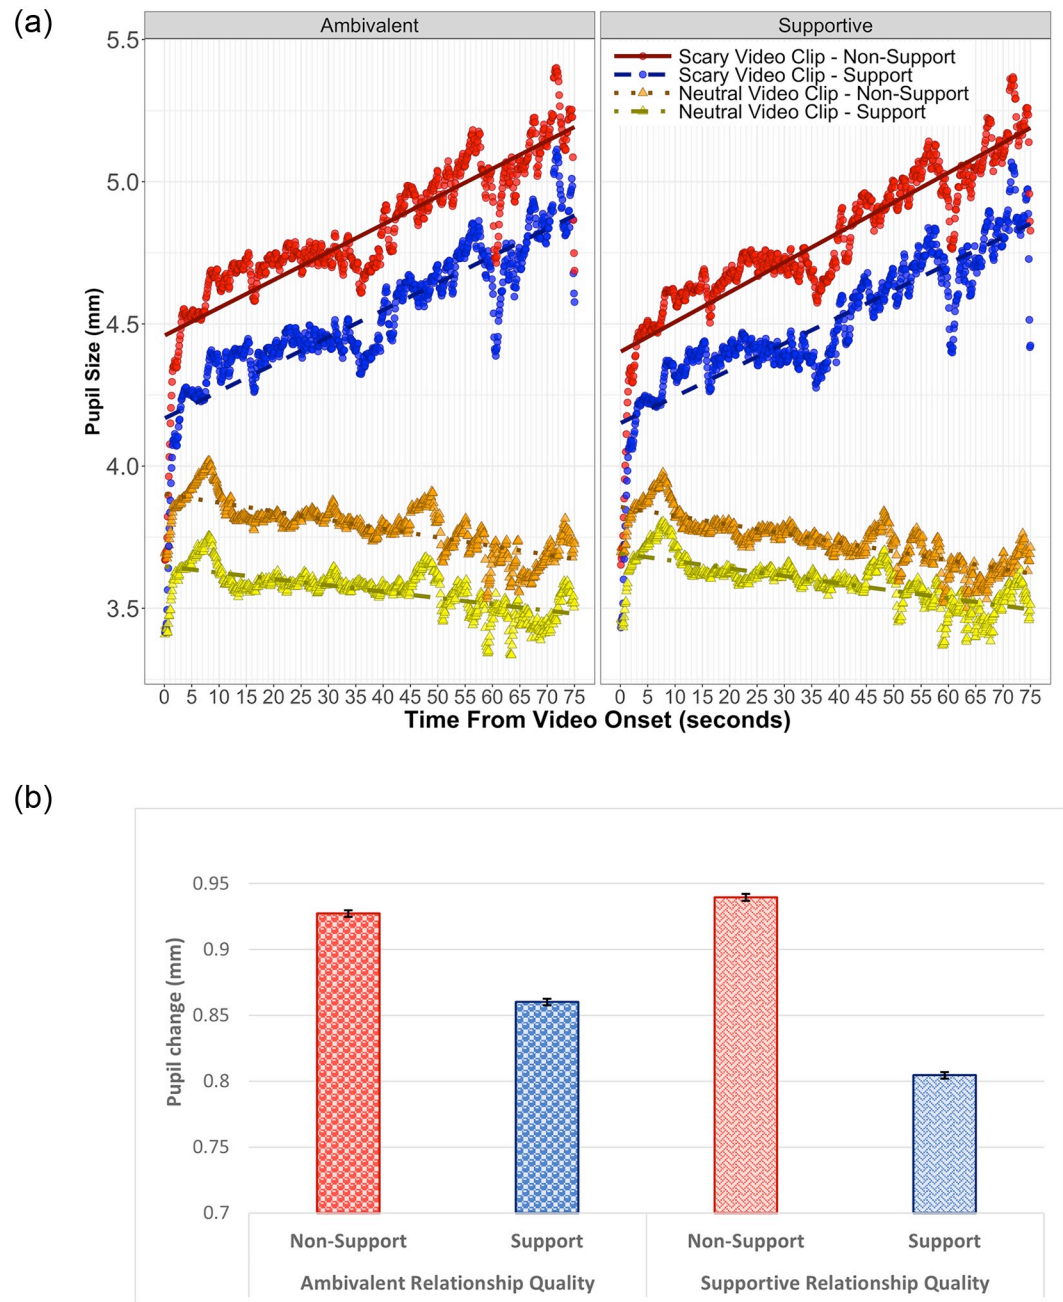 (a)
Ambivalent
Supportive
5.5
5.0
4.5
4.0
3.5
Pupil Size (mm)
Scary Video Clip - Non-Support
Scary Video Clip - Support
Neutral Video Clip - Non-Support
Neutral Video Clip - Support
0 5 10 15 20 25 30 35 40 45 50 55 60 65 70 75
0 5 10 15 20 25 30 35 40 45 50 55 60 65 70 75
Time From Video Onset (seconds)
(b)
0.95
0.9
0.85
0.8
0.75
0.7
Pupil change (mm)
Non-Support Support Non-Support Support
Ambivalent Relationship Quality Supportive Relationship Quality